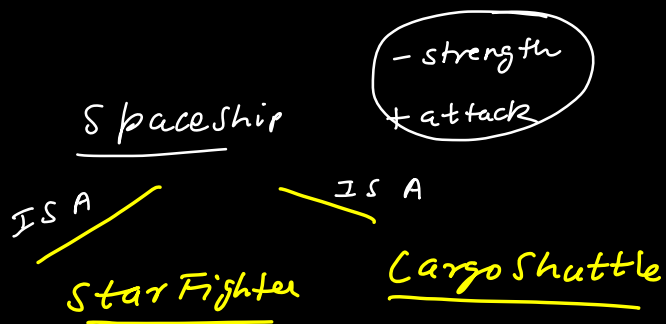 - strength
+ attack
Spaceship
IS A
IS A
StarFighter
CargoShuttle